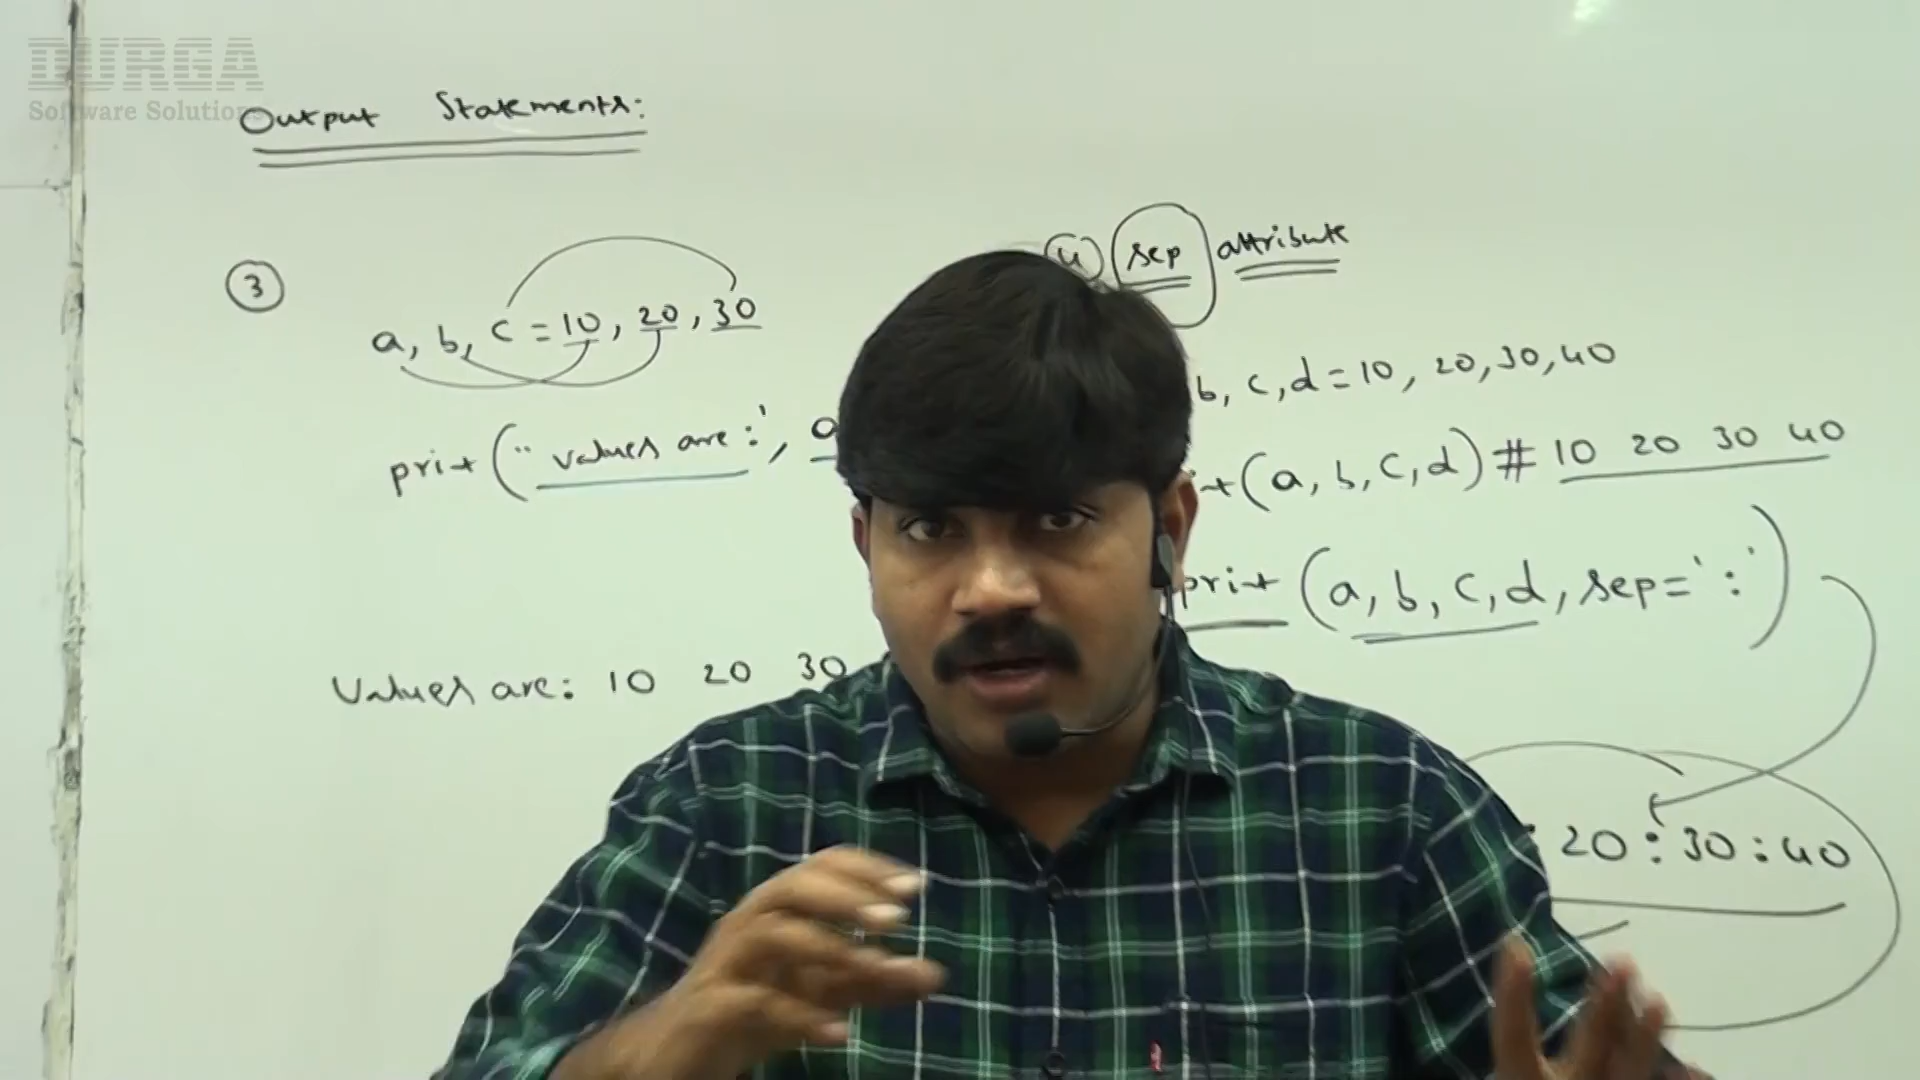 DURGA
Software Solutions
Output Statements:
3
a, b, c = 10, 20, 30
print ("values are:", a
Values are: 10 20 30
4 sep attribute
b, c, d = 10, 20, 30, 40
(a, b, c, d) # 10 20 30 40
print (a, b, c, d, sep=':')
20 : 30 : 40